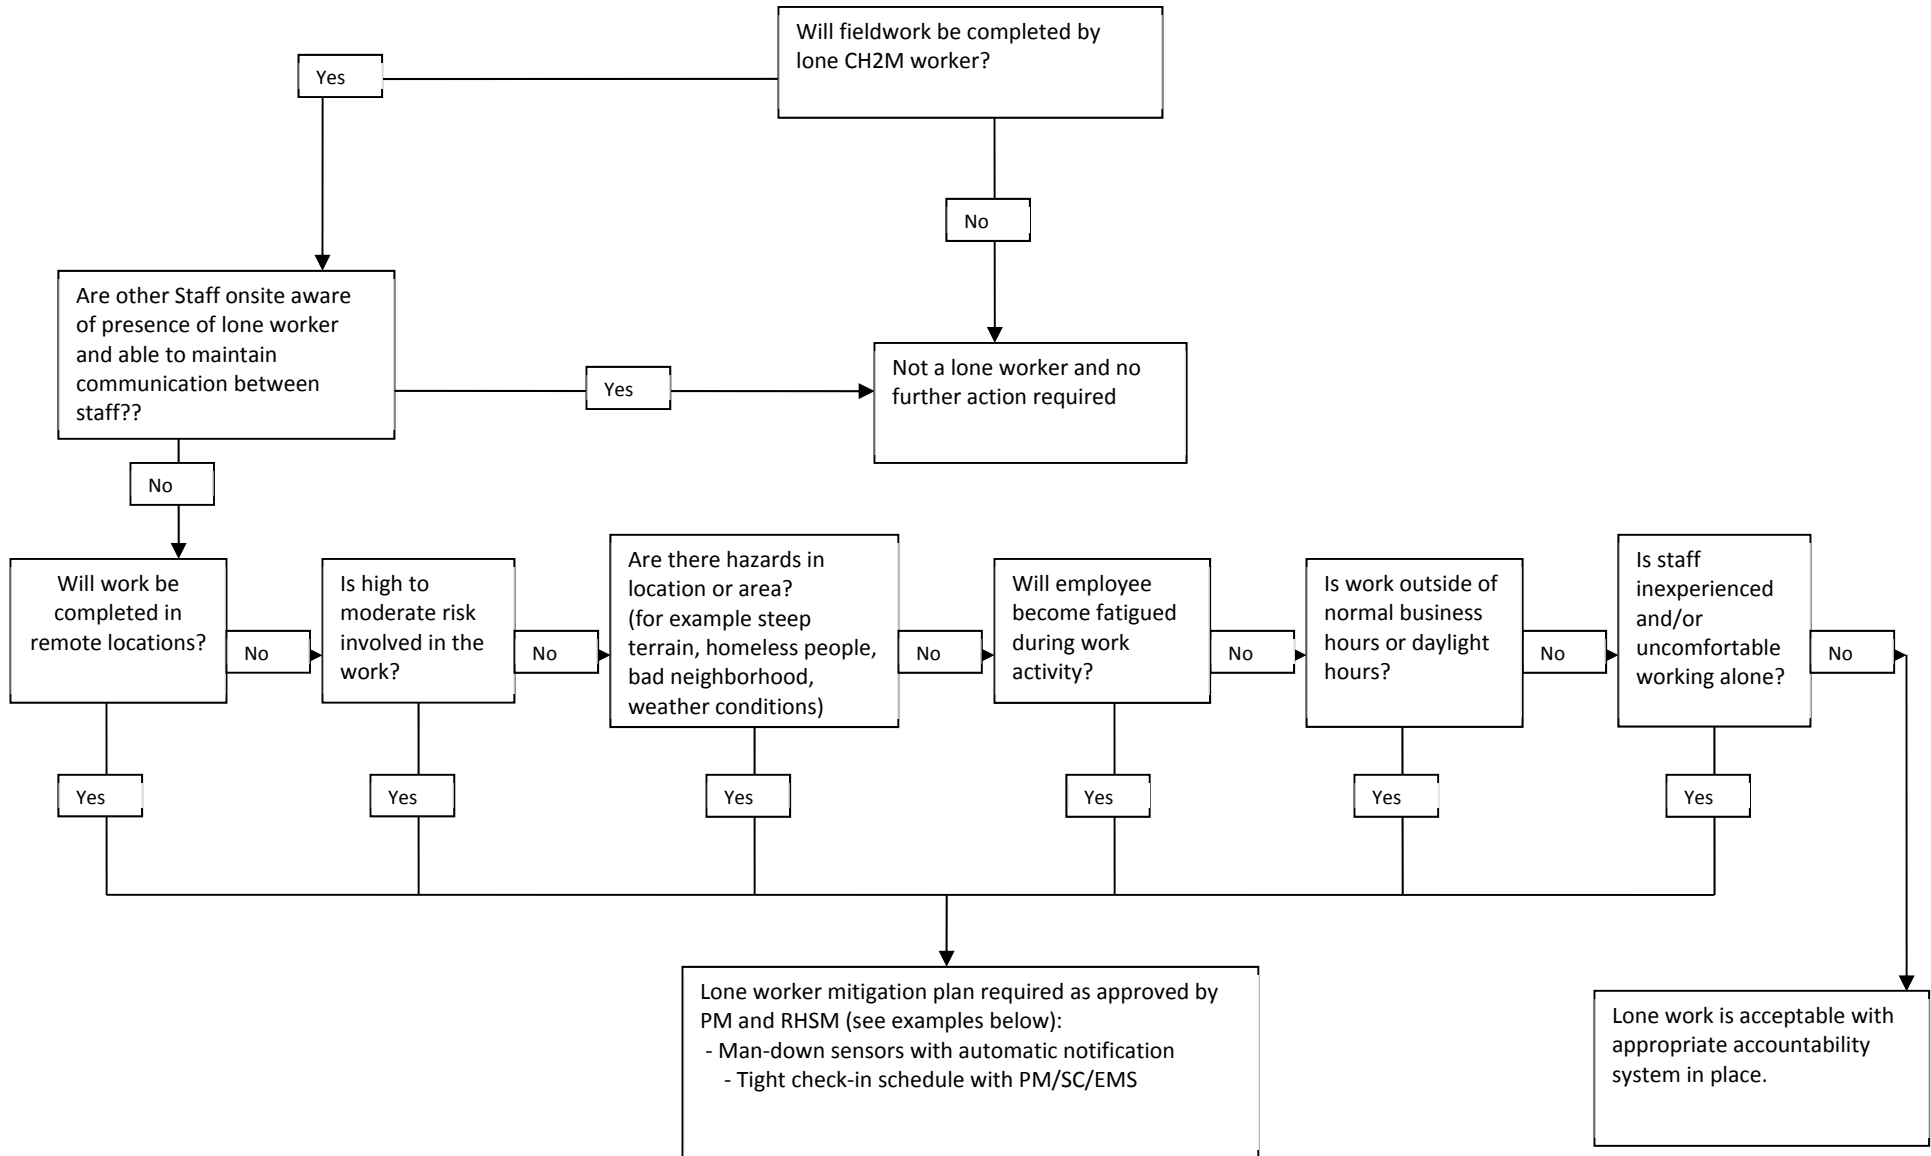 Will fieldwork be completed by
lone CH2M worker?
Yes
No
Are other Staff onsite aware
of presence of lone worker
and able to maintain
communication between
staff??
Yes
Not a lone worker and no
further action required
No
Will work be
completed in
remote locations?
No
Is high to
moderate risk
involved in the
work?
No
Are there hazards in
location or area?
(for example steep
terrain, homeless people,
bad neighborhood,
weather conditions)
No
Will employee
become fatigued
during work
activity?
No
Is work outside of
normal business
hours or daylight
hours?
No
Is staff
inexperienced
and/or
uncomfortable
working alone?
No
Yes
Yes
Yes
Yes
Yes
Yes
Lone worker mitigation plan required as approved by
PM and RHSM (see examples below):
- Man-down sensors with automatic notification
- Tight check-in schedule with PM/SC/EMS
Lone work is acceptable with
appropriate accountability
system in place.